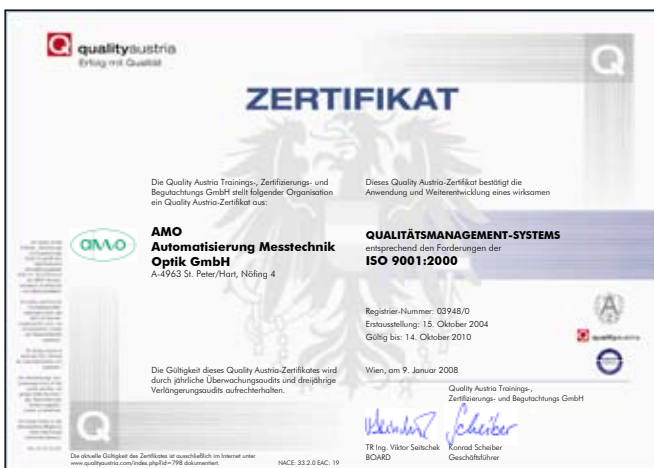 Q qualityaustria
Erfolg mit Qualität
Q
ZERTIFIKAT
Die Quality Austria Trainings-, Zertifizierungs- und
Begutachtungs GmbH stellt folgender Organisation
ein Quality Austria-Zertifikat aus:
Dieses Quality Austria-Zertifikat bestätigt die
Anwendung und Weiterentwicklung eines wirksamen
AMO
AMO
Automatisierung Messtechnik
Optik GmbH
A-4963 St. Peter/Hart, Nöfing 4
QUALITÄTSMANAGEMENT-SYSTEMS
entsprechend den Forderungen der
ISO 9001:2000
Registrier-Nummer: 03948/0
Erstausstellung: 15. Oktober 2004
Gültig bis: 14. Oktober 2010
Q qualityaustria
Die Gültigkeit dieses Quality Austria-Zertifikates wird
durch jährliche Überwachungsaudits und dreijährige
Verlängerungsaudits aufrechterhalten.
Wien, am 9. Januar 2008
Quality Austria Trainings-,
Zertifizierungs- und Begutachtungs GmbH
Q
Scheiber
TR Ing. Viktor Seitschek
BOARD
Konrad Scheiber
Geschäftsführer
Die aktuelle Gültigkeit des Zertifikates ist ausschließlich im Internet unter
www.qualityaustria.com/index.php?id=798 dokumentiert.
NACE: 33.2.0 EAC: 19